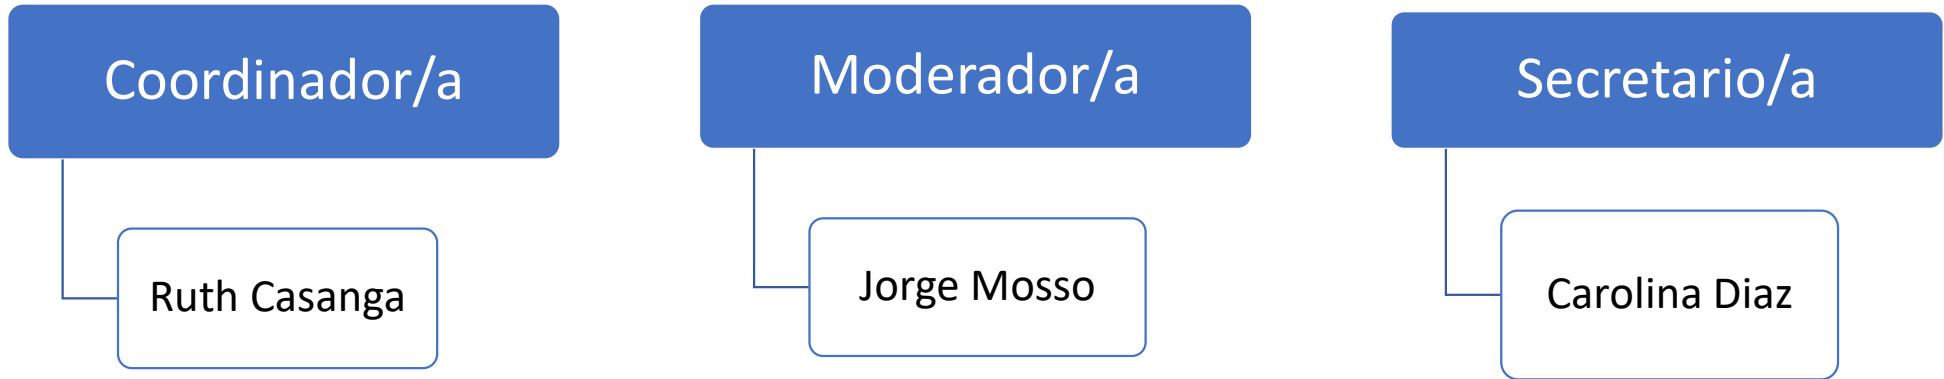 Coordinador/a
Ruth Casanga
Moderador/a
Jorge Mosso
Secretario/a
Carolina Diaz